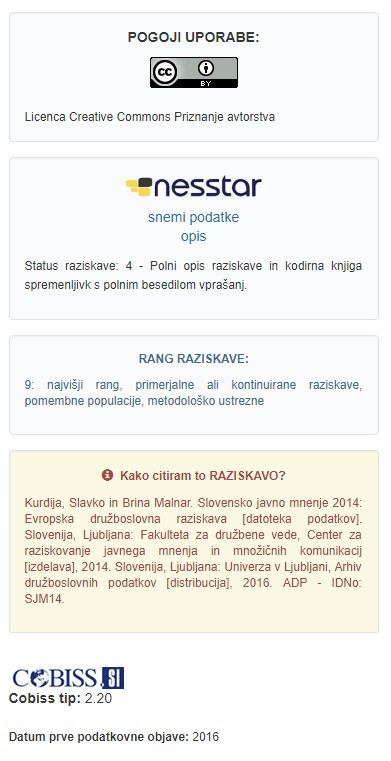 POGOJI UPORABE:
cc BY
Licenca Creative Commons Priznanje avtorstva
nesstar
snemi podatke
opis
Status raziskave: 4 - Polni opis raziskave in kodirna knjiga
spremenljivk s polnim besedilom vprašanj.
RANG RAZISKAVE:
9: najvišji rang, primerjalne ali kontinuirane raziskave,
pomembne populacije, metodološko ustrezne
Kako citiram to RAZISKAVO?
Kurdija, Slavko in Brina Malnar. Slovensko javno mnenje 2014:
Evropska družboslovna raziskava [datoteka podatkov].
Slovenija, Ljubljana: Fakulteta za družbene vede, Center za
raziskovanje javnega mnenja in množičnih komunikacij
[izdelava], 2014. Slovenija, Ljubljana: Univerza v Ljubljani, Arhiv
družboslovnih podatkov [distribucija], 2016. ADP - IDNo:
SJM14.
COBISS.SI
Cobiss tip: 2.20
Datum prve podatkovne objave: 2016